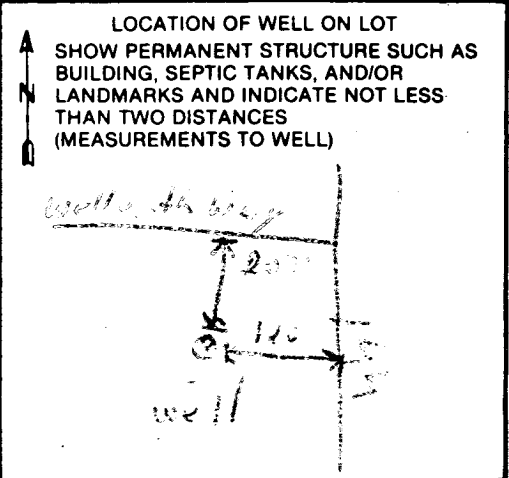 LOCATION OF WELL ON LOT
SHOW PERMANENT STRUCTURE SUCH AS
BUILDING, SEPTIC TANKS, AND/OR
LANDMARKS AND INDICATE NOT LESS
THAN TWO DISTANCES
(MEASUREMENTS TO WELL)
N
well